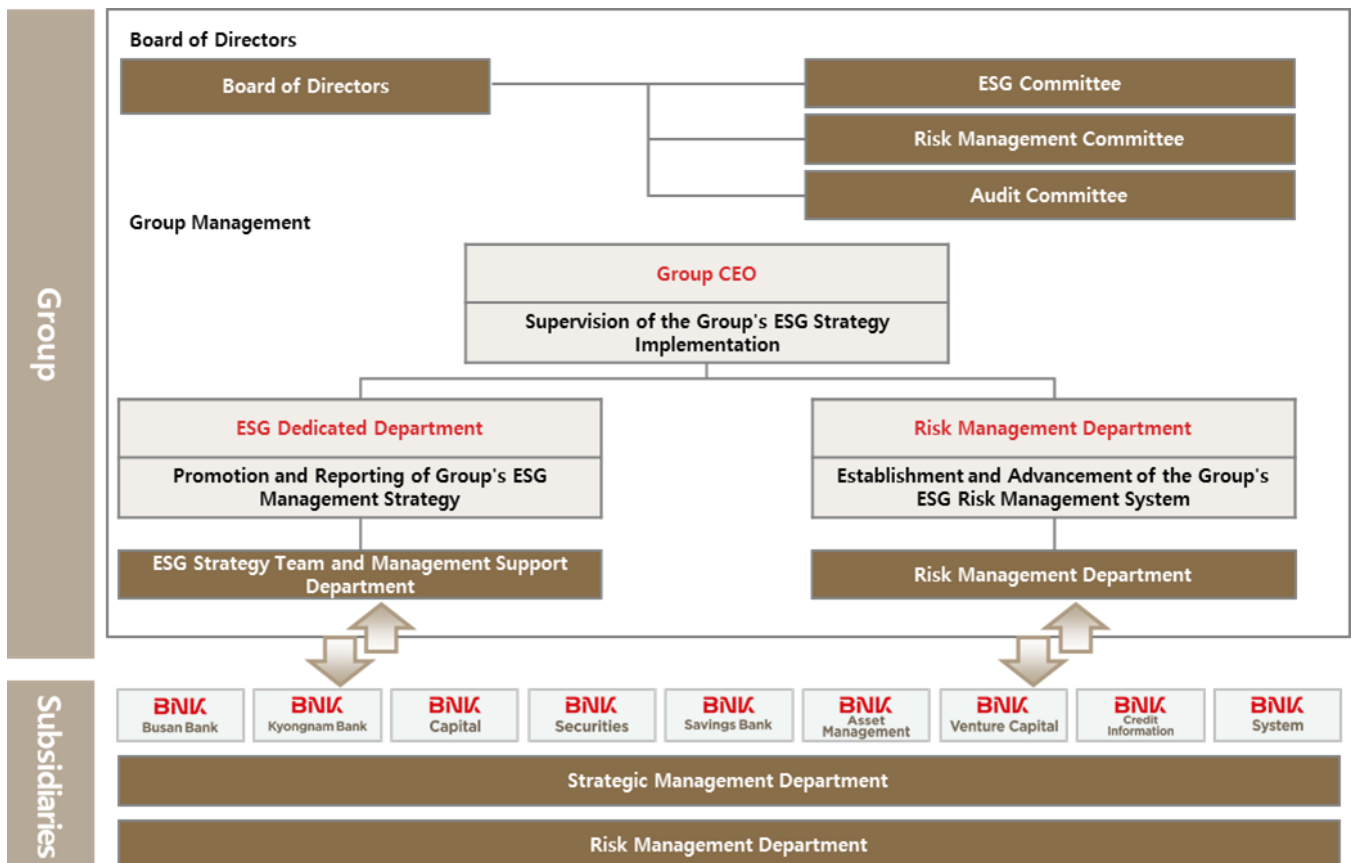 Board of Directors
Board of Directors
ESG Committee
Risk Management Committee
Audit Committee
Group Management
Group CEO
Supervision of the Group's ESG Strategy
Implementation
ESG Dedicated Department
Promotion and Reporting of Group's ESG
Management Strategy
ESG Strategy Team and Management Support
Department
Risk Management Department
Establishment and Advancement of the Group's
ESG Risk Management System
Risk Management Department
Group
Subsidiaries
BNK
Busan Bank
BNK
Kyongnam Bank
BNK
Capital
BNK
Securities
BNK
Savings Bank
BNK
Asset
Management
BNK
Venture Capital
BNK
Credit
Information
BNK
System
Strategic Management Department
Risk Management Department